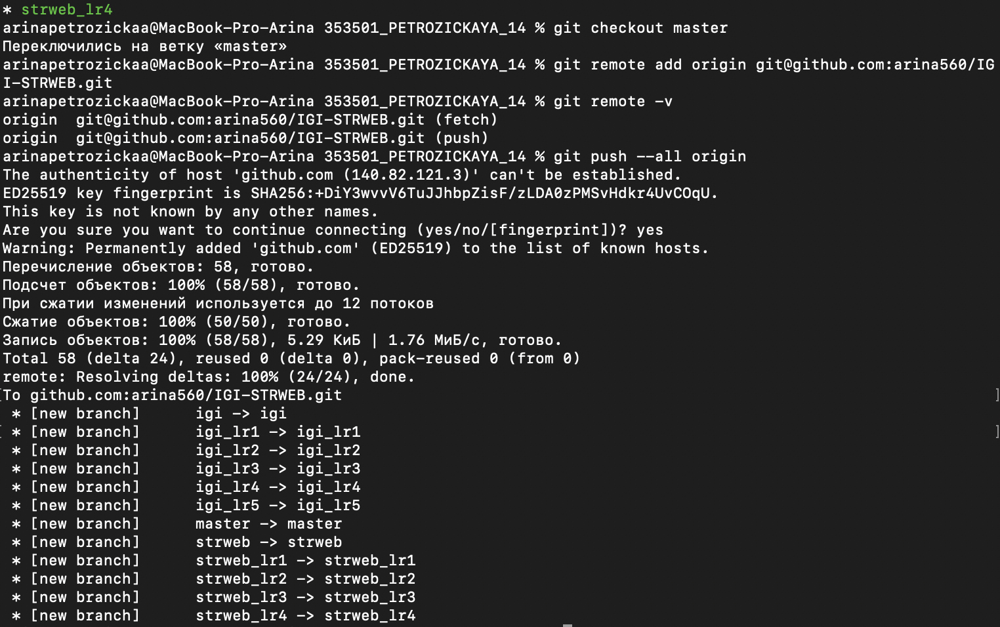 * strweb_lr4
arinapetrozickaa@MacBook-Pro-Arina 353501_PETROZICKAYA_14 % git checkout master
Переключились на ветку «master»
arinapetrozickaa@MacBook-Pro-Arina 353501_PETROZICKAYA_14 % git remote add origin git@github.com:arina560/IG
I-STRWEB.git
arinapetrozickaa@MacBook-Pro-Arina 353501_PETROZICKAYA_14 % git remote -v
origin  git@github.com:arina560/IGI-STRWEB.git (fetch)
origin  git@github.com:arina560/IGI-STRWEB.git (push)
arinapetrozickaa@MacBook-Pro-Arina 353501_PETROZICKAYA_14 % git push --all origin
The authenticity of host 'github.com (140.82.121.3)' can't be established.
ED25519 key fingerprint is SHA256:+DiY3wvvV6TuJJhbpZisF/zLDA0zPMSvHdkr4UvCOqU.
This key is not known by any other names.
Are you sure you want to continue connecting (yes/no/[fingerprint])? yes
Warning: Permanently added 'github.com' (ED25519) to the list of known hosts.
Перечисление объектов: 58, готово.
Подсчет объектов: 100% (58/58), готово.
При сжатии изменений используется до 12 потоков
Сжатие объектов: 100% (50/50), готово.
Запись объектов: 100% (58/58), 5.29 КиБ | 1.76 МиБ/с, готово.
Total 58 (delta 24), reused 0 (delta 0), pack-reused 0 (from 0)
remote: Resolving deltas: 100% (24/24), done.
To github.com:arina560/IGI-STRWEB.git
 * [new branch]      igi -> igi
 * [new branch]      igi_lr1 -> igi_lr1
 * [new branch]      igi_lr2 -> igi_lr2
 * [new branch]      igi_lr3 -> igi_lr3
 * [new branch]      igi_lr4 -> igi_lr4
 * [new branch]      igi_lr5 -> igi_lr5
 * [new branch]      master -> master
 * [new branch]      strweb -> strweb
 * [new branch]      strweb_lr1 -> strweb_lr1
 * [new branch]      strweb_lr2 -> strweb_lr2
 * [new branch]      strweb_lr3 -> strweb_lr3
 * [new branch]      strweb_lr4 -> strweb_lr4